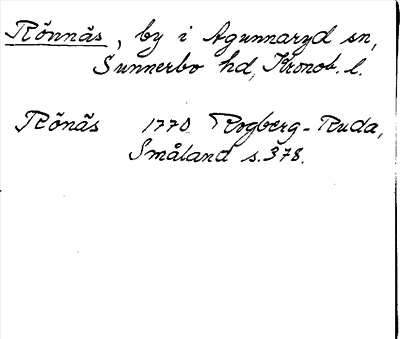 Rönnäs, by i Agunnaryd sn,
Sunnerbo hd, Kronob. l.
Rönäs 1770 Rogberg-Ruda,
Småland s. 378.